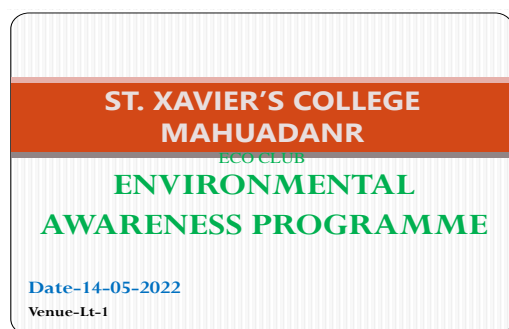 ST. XAVIER'S COLLEGE
MAHUADANR
ECO CLUB
ENVIRONMENTAL
AWARENESS PROGRAMME
Date-14-05-2022
Venue-Lt-1